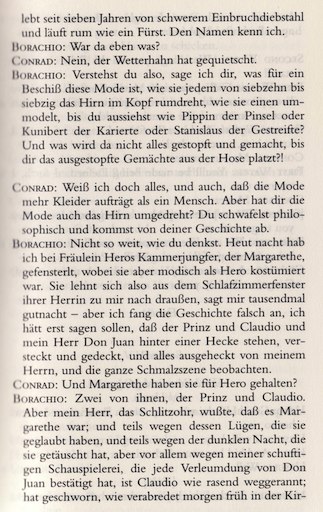 lebt seit sieben Jahren von schwerem Einbruchdiebstahl
und läuft rum wie ein Fürst. Den Namen kenn ich.
BORACHIO: War da eben was?
CONRAD: Nein, der Wetterhahn hat gequietscht.
BORACHIO: Verstehst du also, sage ich dir, was für ein
Beschiß diese Mode ist, wie sie jedem von siebzehn bis
siebzig das Hirn im Kopf rumdreht, wie sie einen um-
modelt, bis du aussiehst wie Pippin der Pinsel oder
Kunibert der Karierte oder Stanislaus der Gestreifte?
Und was wird da nicht alles gestopft und gemacht, bis
dir das ausgestopfte Gemächte aus der Hose platzt?!
CONRAD: Weiß ich doch alles, und auch, daß die Mode
mehr Kleider aufträgt als ein Mensch. Aber hat dir die
Mode auch das Hirn umgedreht? Du schwafelst philo-
sophisch und kommst von deiner Geschichte ab.
BORACHIO: Nicht so weit, wie du denkst. Heut nacht hab
ich bei Fräulein Heros Kammerjungfer, der Margarethe,
gefensterlt, wobei sie aber modisch als Hero kostümiert
war. Sie lehnt sich also aus dem Schlafzimmerfenster
ihrer Herrin zu mir nach draußen, sagt mir tausendmal
gutnacht – aber ich fang die Geschichte falsch an, ich
hätt erst sagen sollen, daß der Prinz und Claudio und
mein Herr Don Juan hinter einer Hecke stehen, ver-
steckt und gedeckt, und alles ausgeheckt von meinem
Herrn, und die ganze Schmalzszene beobachten.
CONRAD: Und Margarethe haben sie für Hero gehalten?
BORACHIO: Zwei von ihnen, der Prinz und Claudio.
Aber mein Herr, das Schlitzohr, wußte, daß es Mar-
garethe war; und teils wegen dessen Lügen, die sie
geglaubt haben, und teils wegen der dunklen Nacht, die
sie getäuscht hat, aber vor allem wegen meiner schufti-
gen Schauspielerei, die jede Verleumdung von Don
Juan bestätigt hat, ist Claudio wie rasend weggerannt;
hat geschworen, wie verabredet morgen früh in der Kir-